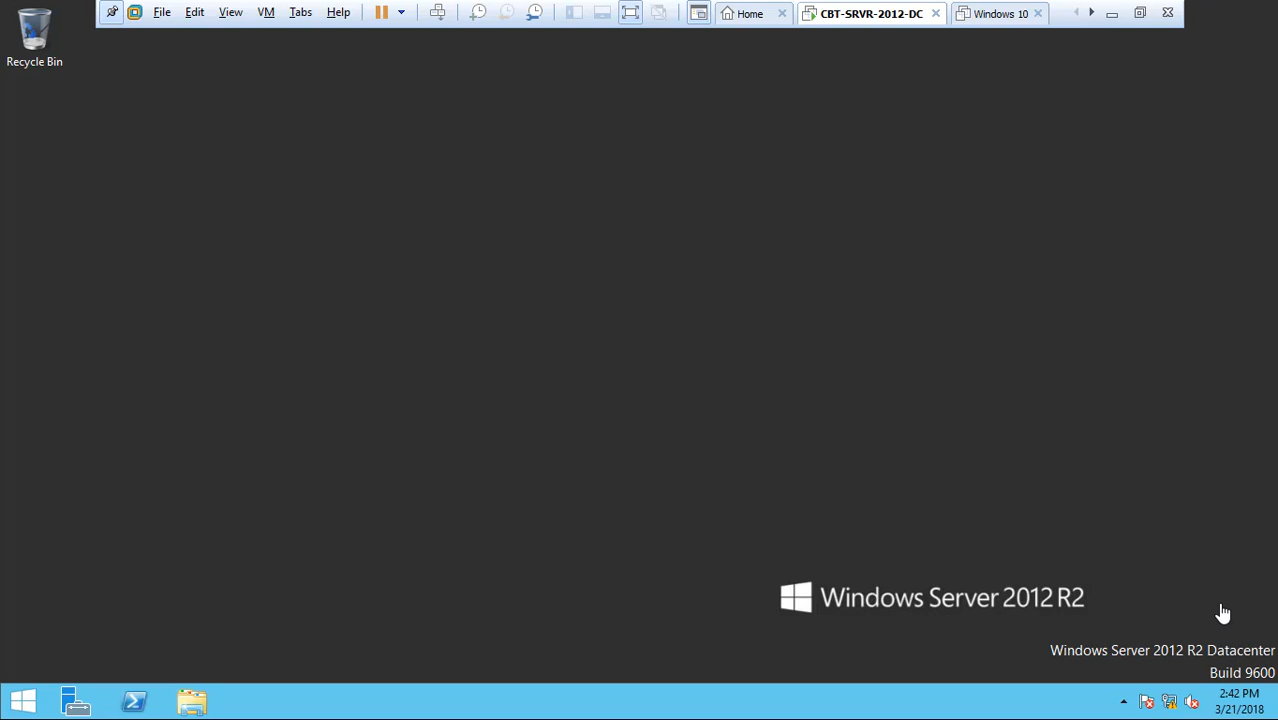 File Edit View VM Tabs Help Home CBT-SRVR-2012-DC Windows 10
Recycle Bin
Windows Server 2012 R2
Windows Server 2012 R2 Datacenter
Build 9600
2:42 PM
3/21/2018